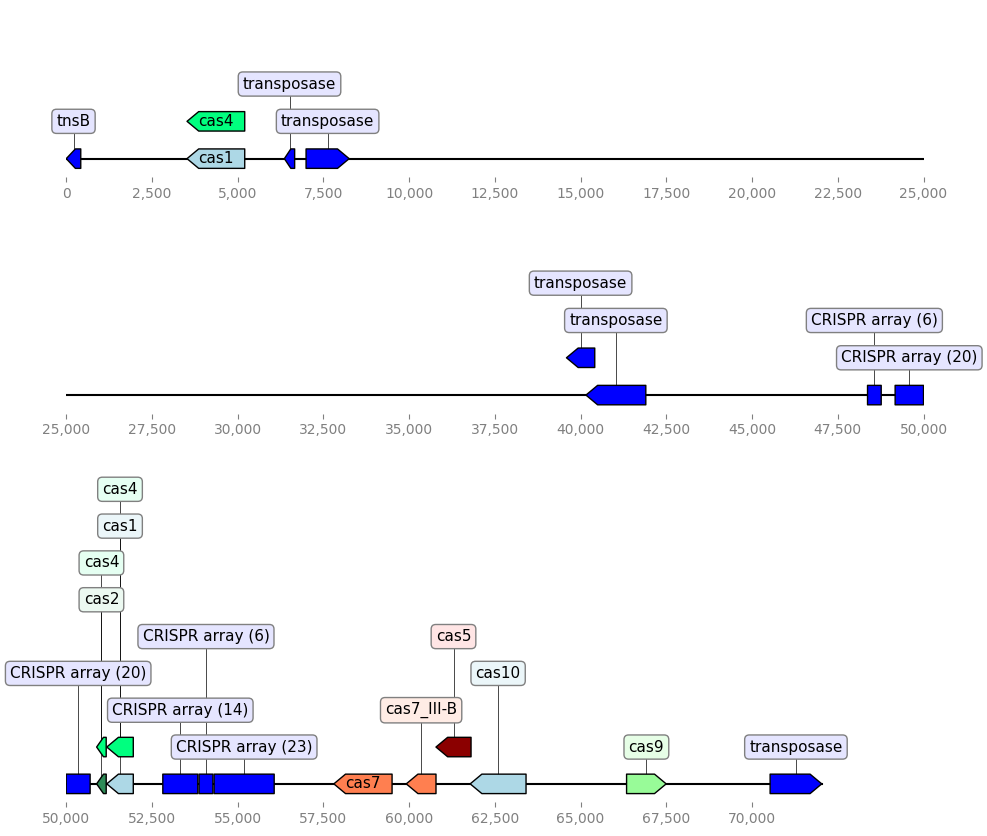 transposase
tnsB
cas4
transposase
cas1
0 2,500 5,000 7,500 10,000 12,500 15,000 17,500 20,000 22,500 25,000
transposase
transposase
CRISPR array (6)
CRISPR array (20)
25,000 27,500 30,000 32,500 35,000 37,500 40,000 42,500 45,000 47,500 50,000
cas4
cas1
cas4
cas2
CRISPR array (6)
cas5
CRISPR array (20)
cas10
CRISPR array (14)
cas7_III-B
CRISPR array (23)
cas9
transposase
cas7
50,000 52,500 55,000 57,500 60,000 62,500 65,000 67,500 70,000